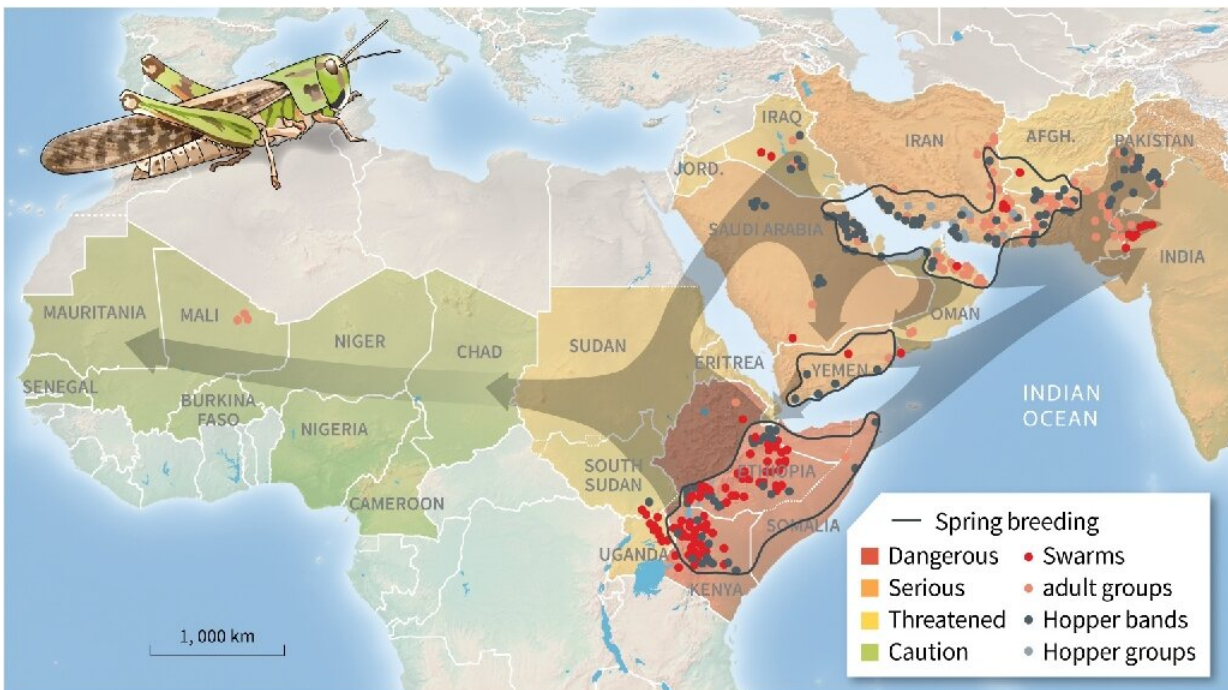 IRAQ
IRAN
AFGH.
PAKISTAN
JORD.
SAUDI ARABIA
INDIA
OMAN
MAURITANIA
MALI
NIGER
CHAD
SUDAN
ERITREA
YEMEN
SENEGAL
BURKINA
FASO
NIGERIA
SOUTH
SUDAN
ETHIOPIA
CAMEROON
SOMALIA
UGANDA
KENYA
INDIAN
OCEAN
1, 000 km
Spring breeding
Dangerous
Swarms
Serious
adult groups
Threatened
Hopper bands
Caution
Hopper groups